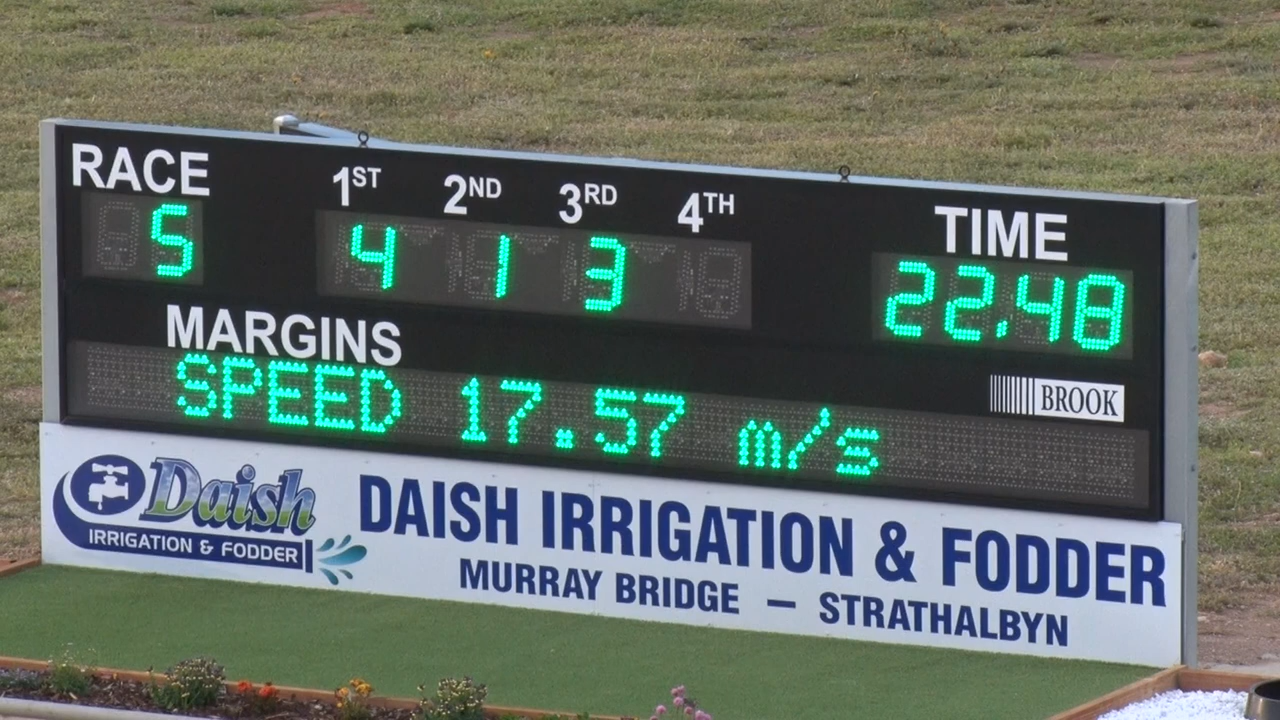 RACE 1ST 2ND 3RD 4TH TIME
5 4 1 3 22.48
MARGINS
SPEED 17.57 m/s
BROOK
Daish
IRRIGATION & FODDER
DAISH IRRIGATION & FODDER
MURRAY BRIDGE — STRATHALBYN